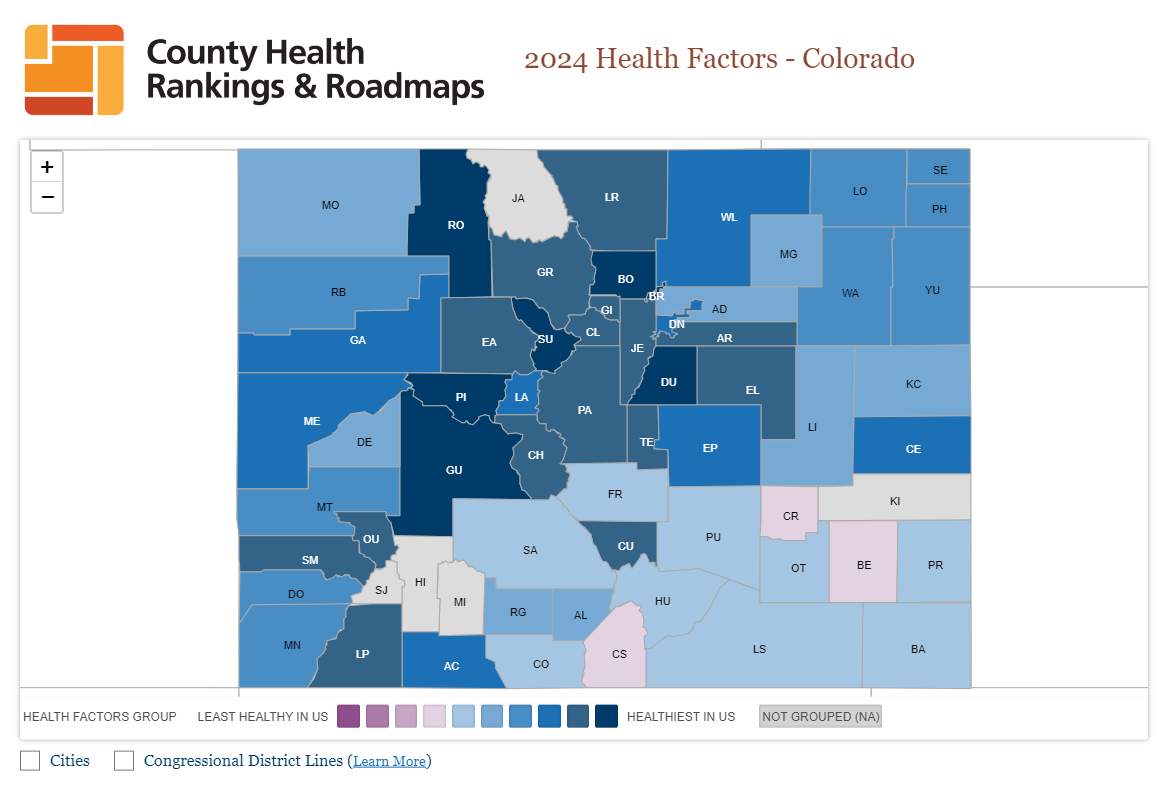 County Health
Rankings & Roadmaps
2024 Health Factors - Colorado
+
−
MO
RO
JA
LR
WL
LO
SE
PH
RB
GR
BO
MG
WA
YU
GA
EA
SU
GI
CL
BR
AD
DN
JE
AR
ME
PI
LA
PA
DU
EL
KC
DE
GU
CH
TE
EP
LI
CE
MT
OU
FR
CR
KI
SM
SA
CU
PU
OT
BE
PR
DO
SJ
HI
MI
RG
AL
HU
MN
LP
AC
CO
CS
LS
BA
HEALTH FACTORS GROUP LEAST HEALTHY IN US HEALTHIEST IN US NOT GROUPED (NA)
Cities Congressional District Lines (Learn More)